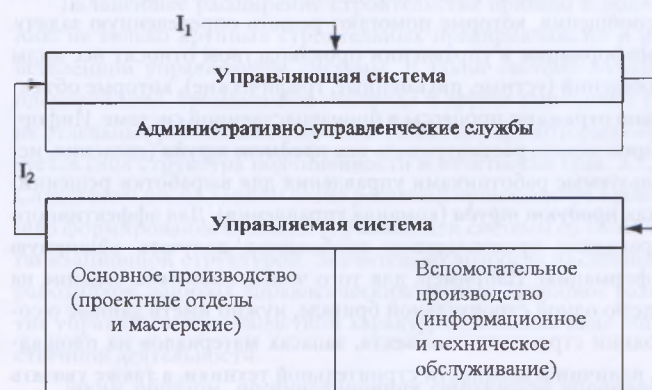 I₁
Управляющая система
Административно-управленческие службы
I₂
Управляемая система
Основное производство
(проектные отделы
и мастерские)
Вспомогательное
производство
(информационное
и техническое
обслуживание)